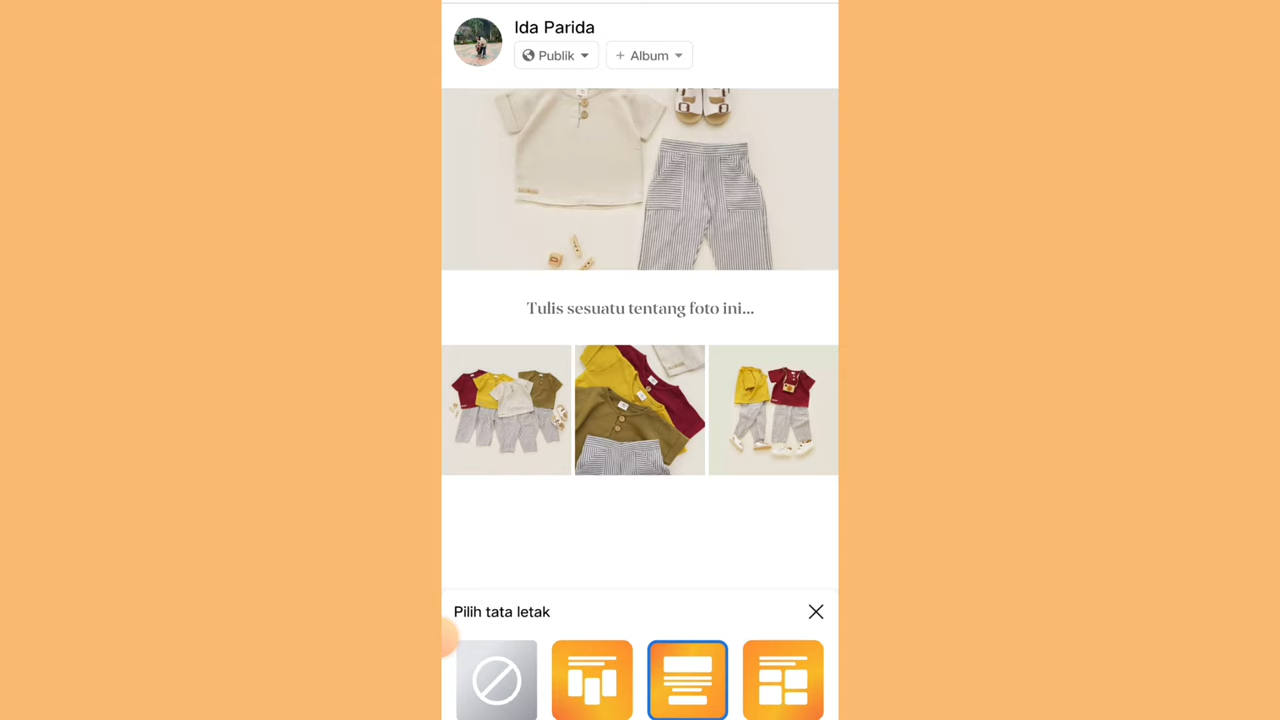 Ida Parida
Publik
+ Album
Tulis sesuatu tentang foto ini...
Pilih tata letak